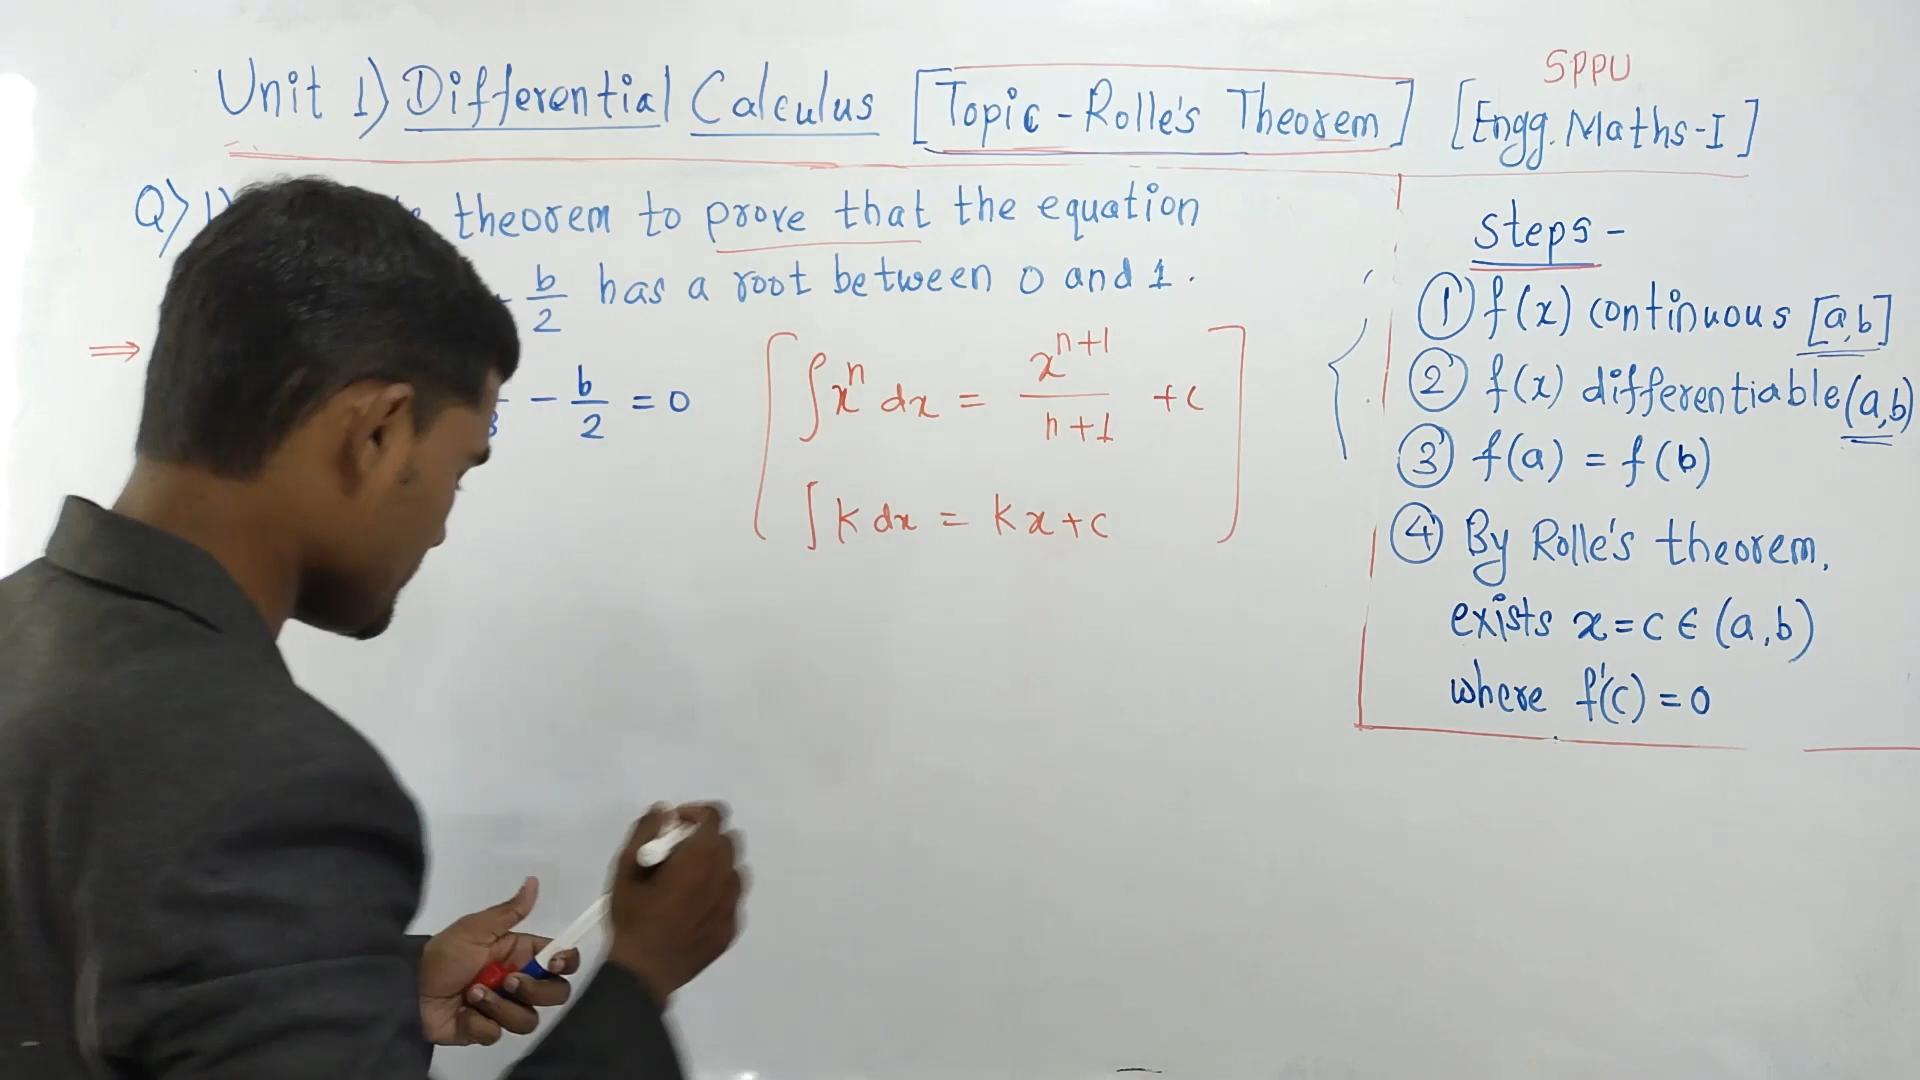 Unit 1) Differential Calculus [Topic - Rolle's Theorem]
SPPU
[Engg. Maths-I]
Q) theorem to prove that the equation
b/2 has a root between 0 and 1.
⇒ - b/2 = 0
∫x^n dx = x^(n+1)/(n+1) + c
∫k dx = kx+c
Steps -
① f(x) continuous [a,b]
② f(x) differentiable (a,b)
③ f(a) = f(b)
④ By Rolle's theorem,
exists x=c ∈ (a,b)
where f'(c) = 0